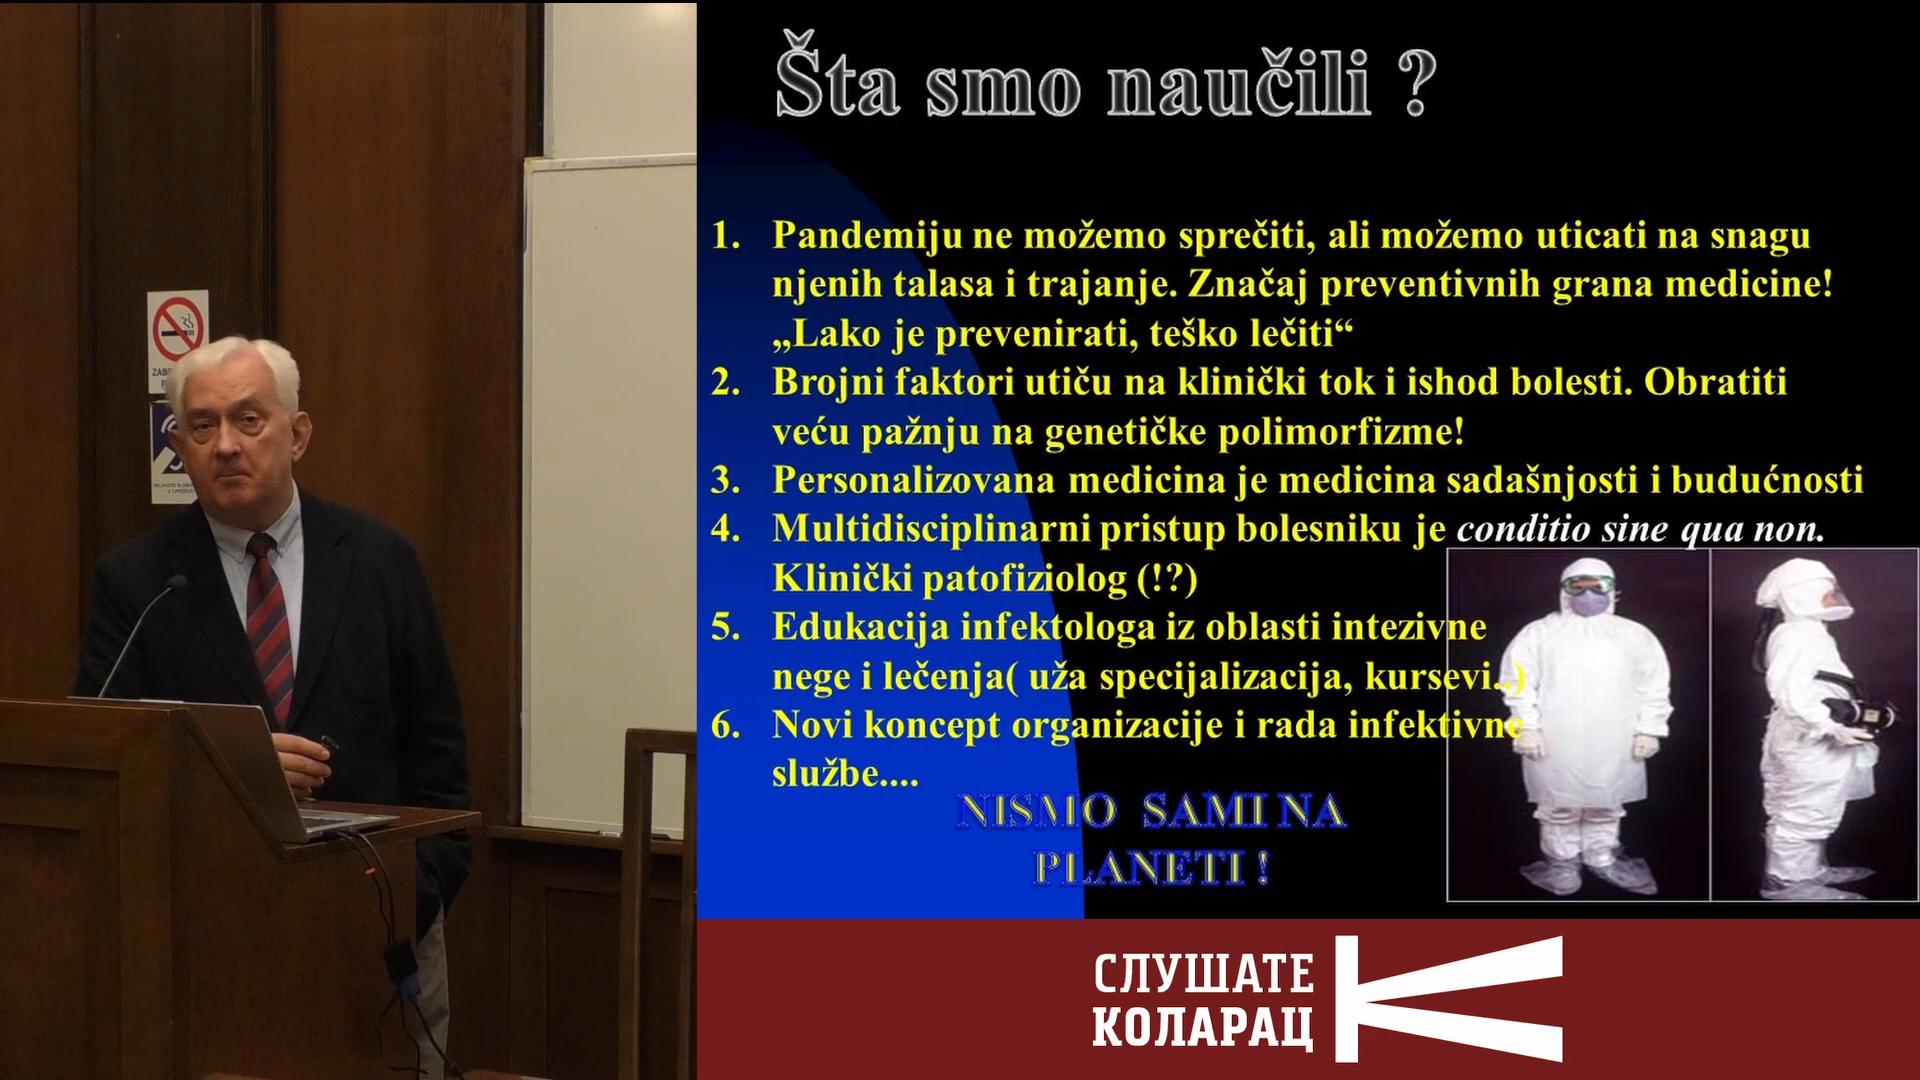 Šta smo naučili ?
1. Pandemiju ne možemo sprečiti, ali možemo uticati na snagu
njenih talasa i trajanje. Značaj preventivnih grana medicine!
„Lako je prevenirati, teško lečiti“
2. Brojni faktori utiču na klinički tok i ishod bolesti. Obratiti
veću pažnju na genetičke polimorfizme!
3. Personalizovana medicina je medicina sadašnjosti i budućnosti
4. Multidisciplinarni pristup bolesniku je conditio sine qua non.
Klinički patofiziolog (!?)
5. Edukacija infektologa iz oblasti intezivne
nege i lečenja( uža specijalizacija, kursevi..)
6. Novi koncept organizacije i rada infektivne
službe....
NISMO SAMI NA
PLANETI !
СЛУШАТЕ
КОЛАРАЦ